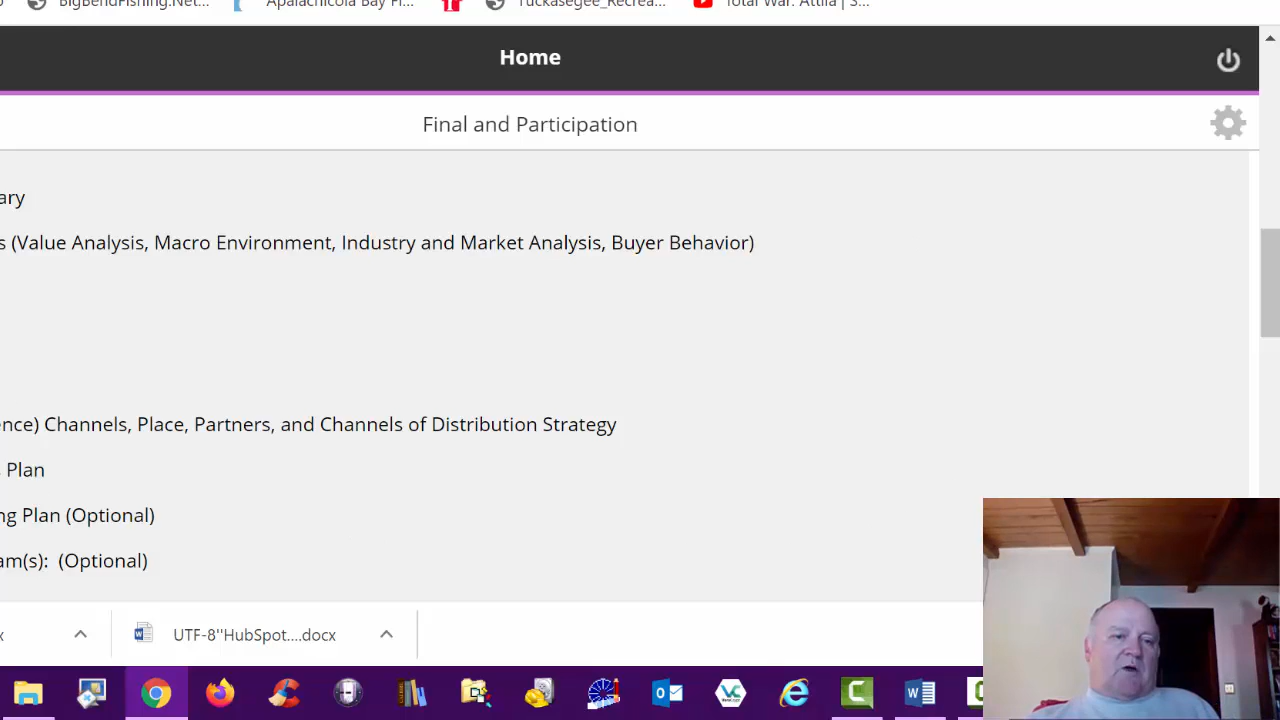 BigBendFishing.Net...
Apalachicola Bay Fi...
Tuckasegee_Recrea...
Total War: Attila | S...
Home
Final and Participation
ary
s (Value Analysis, Macro Environment, Industry and Market Analysis, Buyer Behavior)
ence) Channels, Place, Partners, and Channels of Distribution Strategy
Plan
ng Plan (Optional)
am(s): (Optional)
x
UTF-8''HubSpot....docx